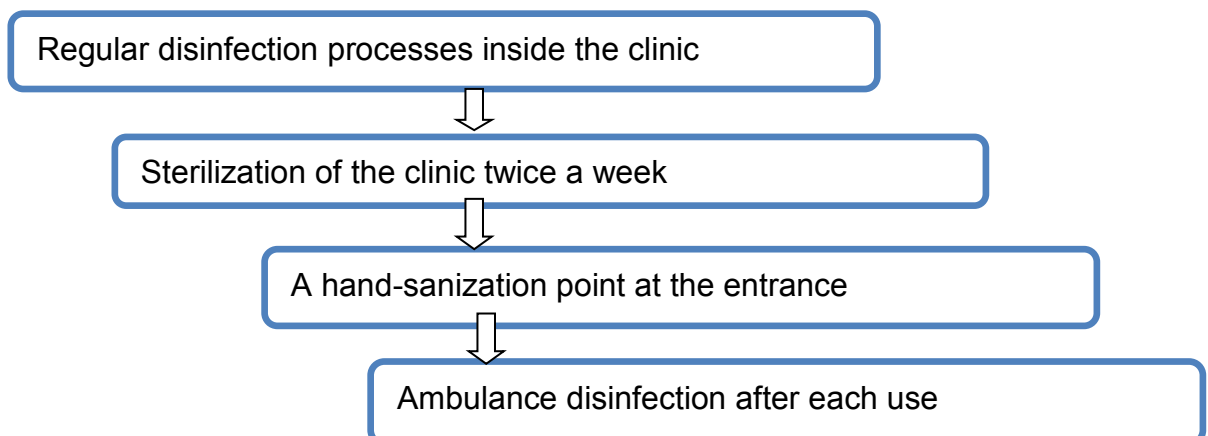 Regular disinfection processes inside the clinic
Sterilization of the clinic twice a week
A hand-sanization point at the entrance
Ambulance disinfection after each use